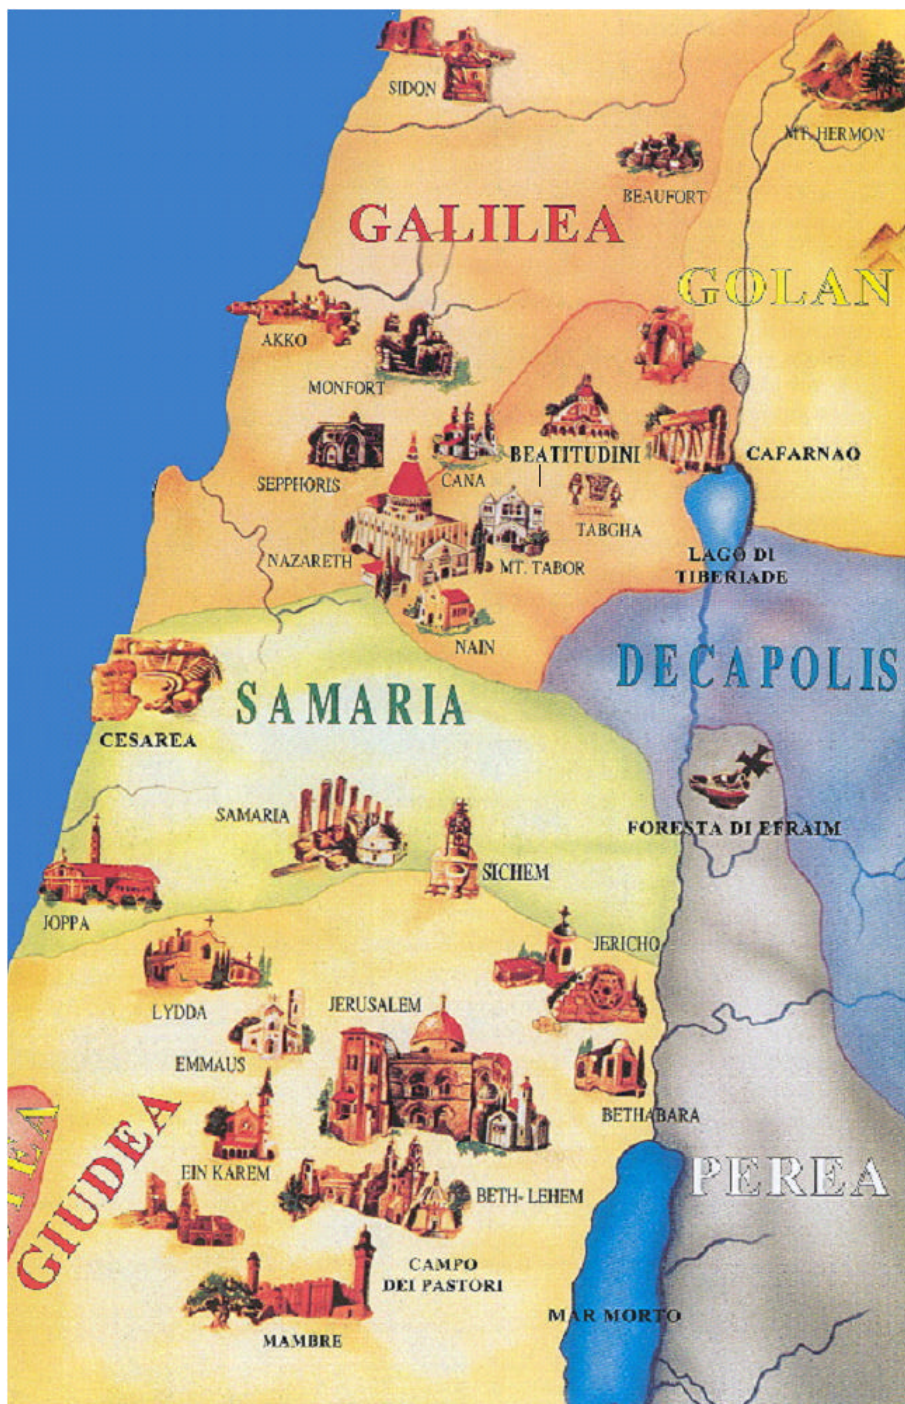 SIDON
MT. HERMON
BEAUFORT
GALILEA
GOLAN
AKKO
MONFORT
BEATITUDINI
CAFARNAO
SEPPHORIS
CANA
TABGHA
NAZARETH
MT. TABOR
LAGO DI
TIBERIADE
NAIN
DECAPOLIS
SAMARIA
CESAREA
SAMARIA
FORESTA DI EFRAIM
SICHEM
JOPPA
JERICHO
LYDDA
JERUSALEM
EMMAUS
BETHABARA
GIUDEA
EIN KAREM
PEREA
BETH-LEHEM
CAMPO
DEI PASTORI
MAR MORTO
MAMBRE